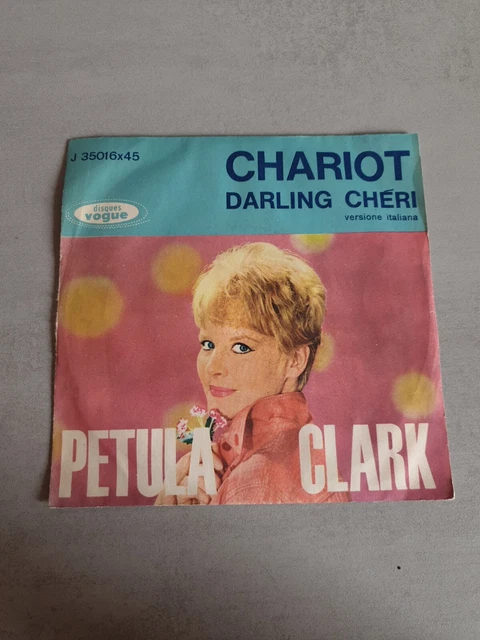 J 35016x45
CHARIOT
DARLING CHÉRI
versione italiana
disques
vogue
PETULA CLARK